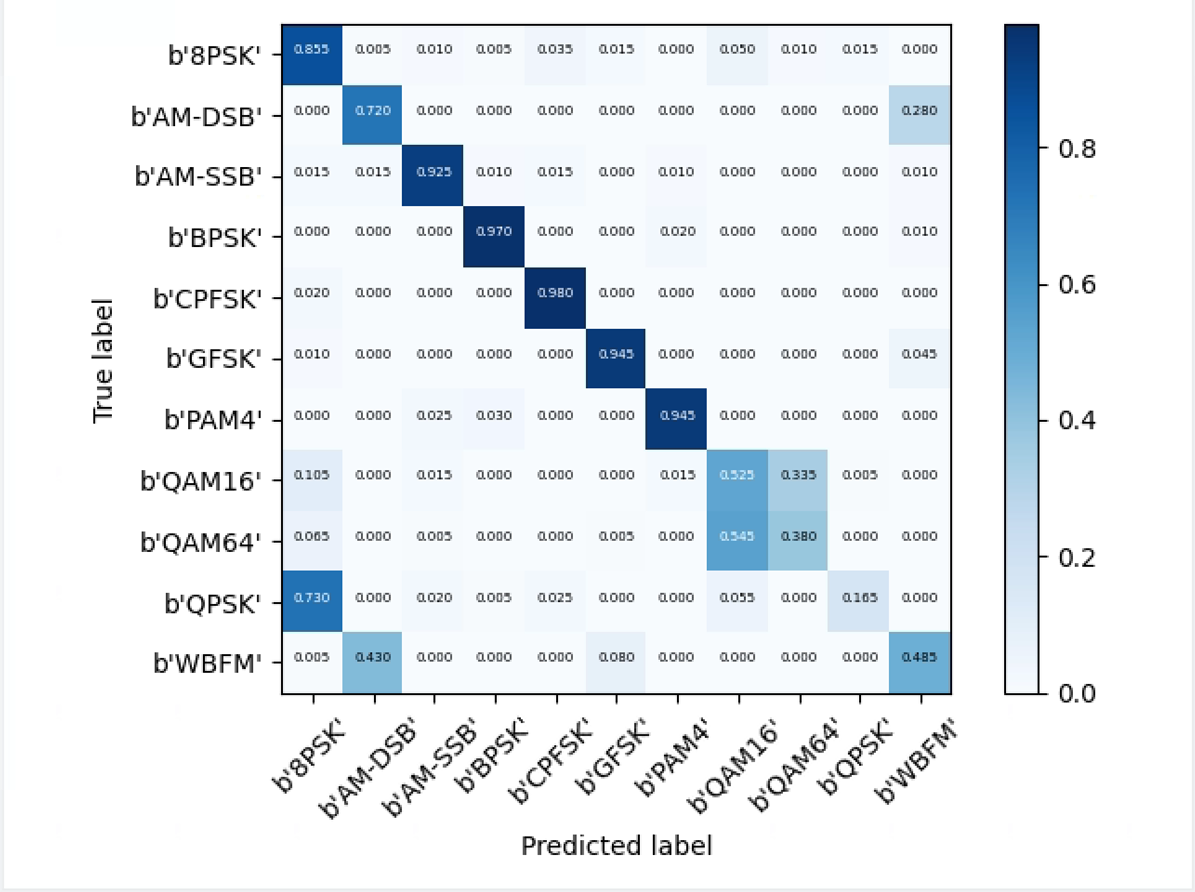 b'8PSK' 0.855 0.005 0.010 0.005 0.035 0.015 0.000 0.050 0.010 0.015 0.000
b'AM-DSB' 0.000 0.720 0.000 0.000 0.000 0.000 0.000 0.000 0.000 0.000 0.280
b'AM-SSB' 0.015 0.015 0.925 0.010 0.015 0.000 0.010 0.000 0.000 0.000 0.010
b'BPSK' 0.000 0.000 0.000 0.970 0.000 0.000 0.020 0.000 0.000 0.000 0.010
b'CPFSK' 0.020 0.000 0.000 0.000 0.980 0.000 0.000 0.000 0.000 0.000 0.000
b'GFSK' 0.010 0.000 0.000 0.000 0.000 0.945 0.000 0.000 0.000 0.000 0.045
b'PAM4' 0.000 0.000 0.025 0.030 0.000 0.000 0.945 0.000 0.000 0.000 0.000
b'QAM16' 0.105 0.000 0.015 0.000 0.000 0.000 0.015 0.525 0.335 0.005 0.000
b'QAM64' 0.065 0.000 0.005 0.000 0.000 0.005 0.000 0.545 0.380 0.000 0.000
b'QPSK' 0.730 0.000 0.020 0.005 0.025 0.000 0.000 0.055 0.000 0.165 0.000
b'WBFM' 0.005 0.430 0.000 0.000 0.000 0.080 0.000 0.000 0.000 0.000 0.485
b'8PSK' b'AM-DSB' b'AM-SSB' b'BPSK' b'CPFSK' b'GFSK' b'PAM4' b'QAM16' b'QAM64' b'QPSK' b'WBFM'
Predicted label
True label
0.8
0.6
0.4
0.2
0.0